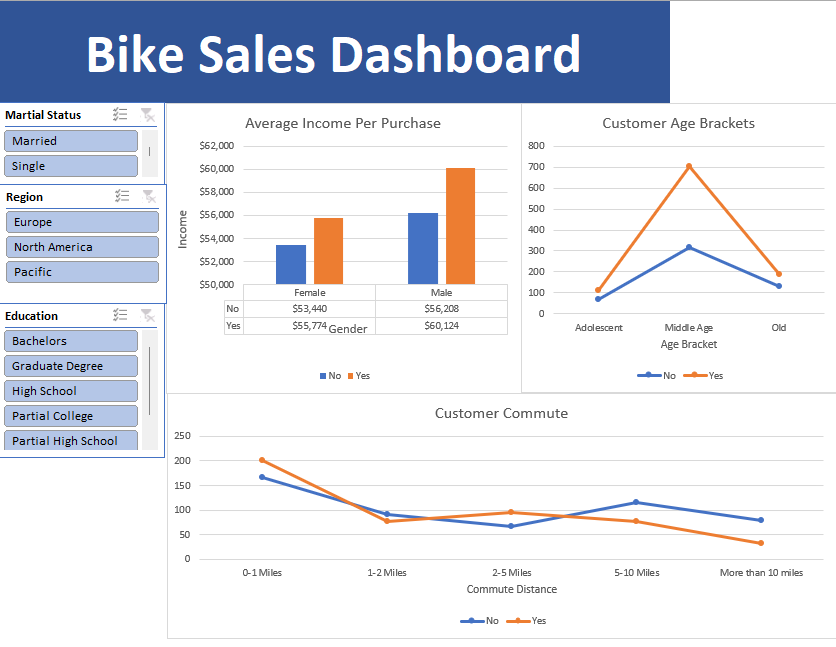 Bike Sales Dashboard
Martial Status
Married
Single
Region
Europe
North America
Pacific
Education
Bachelors
Graduate Degree
High School
Partial College
Partial High School
Average Income Per Purchase
$62,000
$60,000
$58,000
$56,000
$54,000
$52,000
$50,000
Income
Female Male
No $53,440 $56,208
Yes $55,774 $60,124
Gender
No Yes
Customer Age Brackets
800
700
600
500
400
300
200
100
0
Adolescent Middle Age Old
Age Bracket
No Yes
Customer Commute
250
200
150
100
50
0
0-1 Miles 1-2 Miles 2-5 Miles 5-10 Miles More than 10 miles
Commute Distance
No Yes